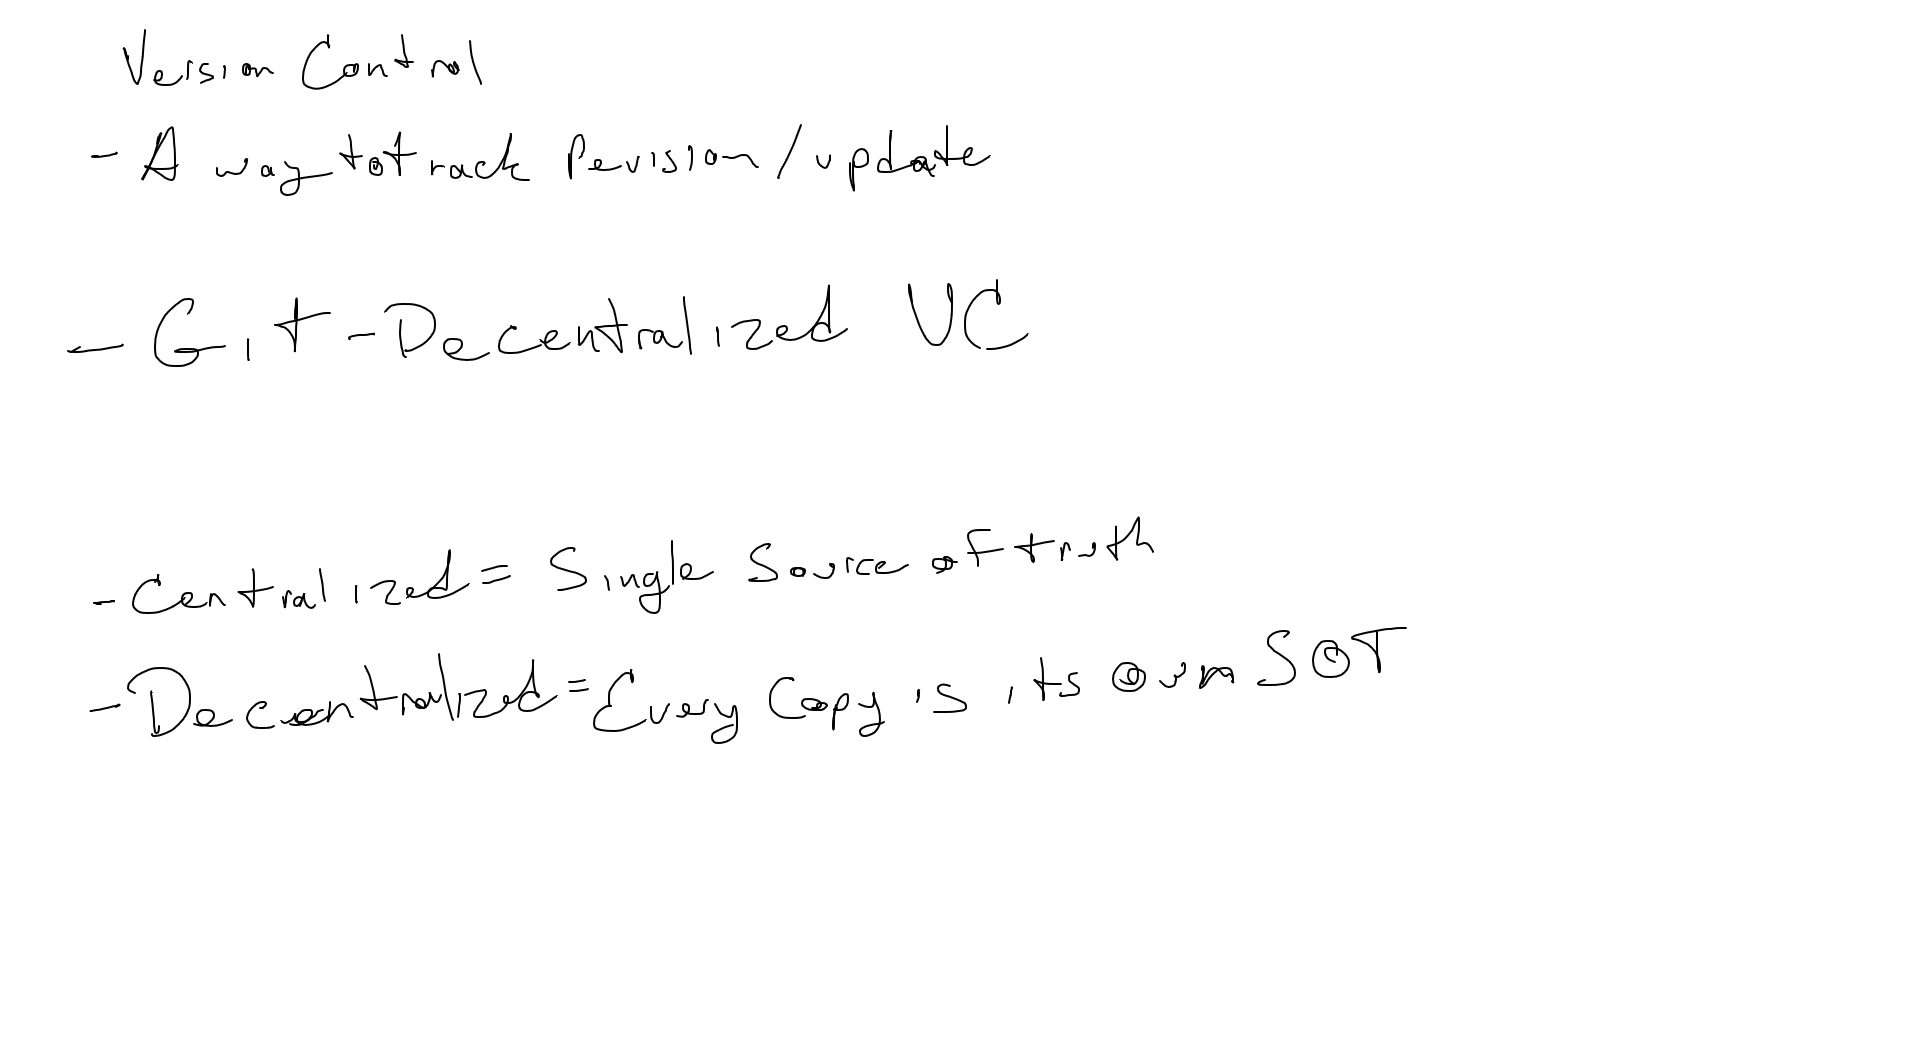 Version Control
- A way to track Revision/update
- Git - Decentralized VC
- Centralized = Single Source of truth
- Decentralized = Every Copy is its own SOT